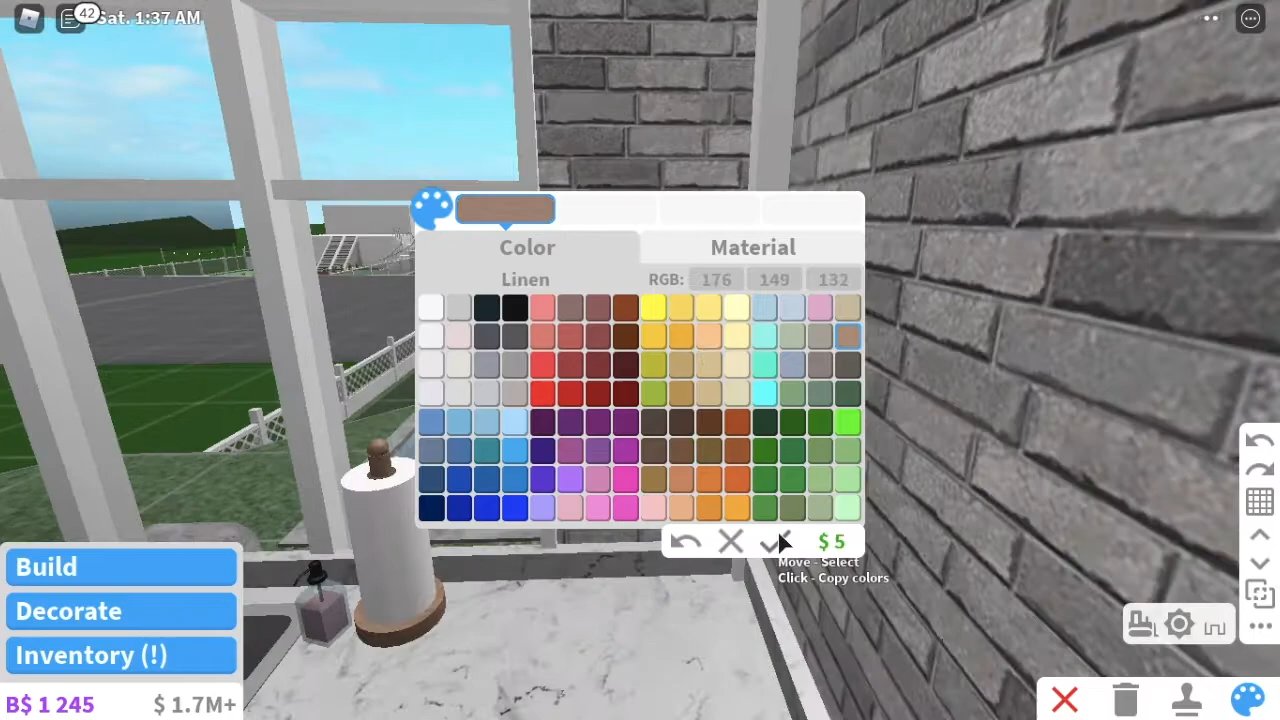 42
Sat. 1:37 AM
Color
Material
Linen
RGB: 176 149 132
$ 5
Move - Select
Click - Copy colors
Build
Decorate
Inventory (!)
B$ 1 245
$ 1.7M+